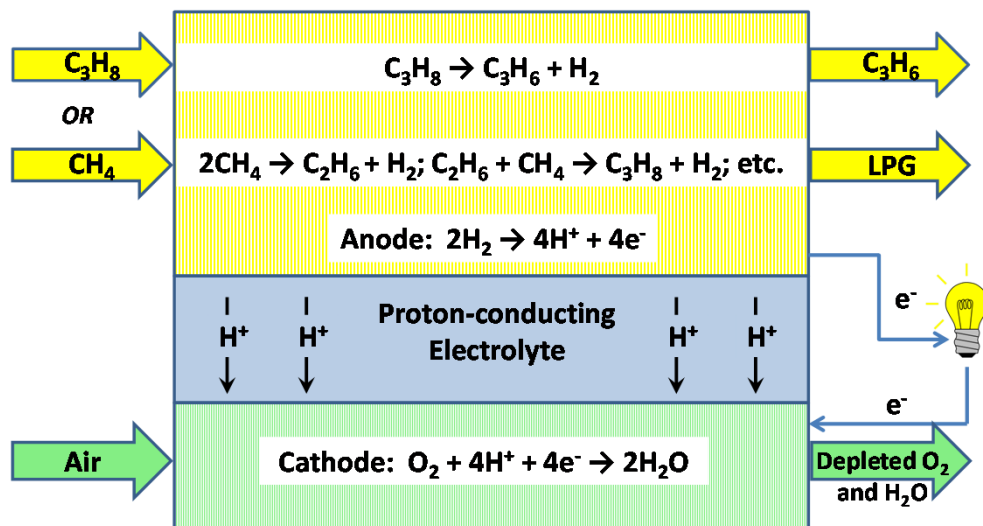 C₃H₈
C₃H₈ → C₃H₆ + H₂
C₃H₆
OR
CH₄
2CH₄ → C₂H₆ + H₂; C₂H₆ + CH₄ → C₃H₈ + H₂; etc.
LPG
Anode: 2H₂ → 4H⁺ + 4e⁻
e⁻
H⁺
H⁺
Proton-conducting
Electrolyte
H⁺
H⁺
e⁻
Air
Cathode: O₂ + 4H⁺ + 4e⁻ → 2H₂O
Depleted O₂
and H₂O